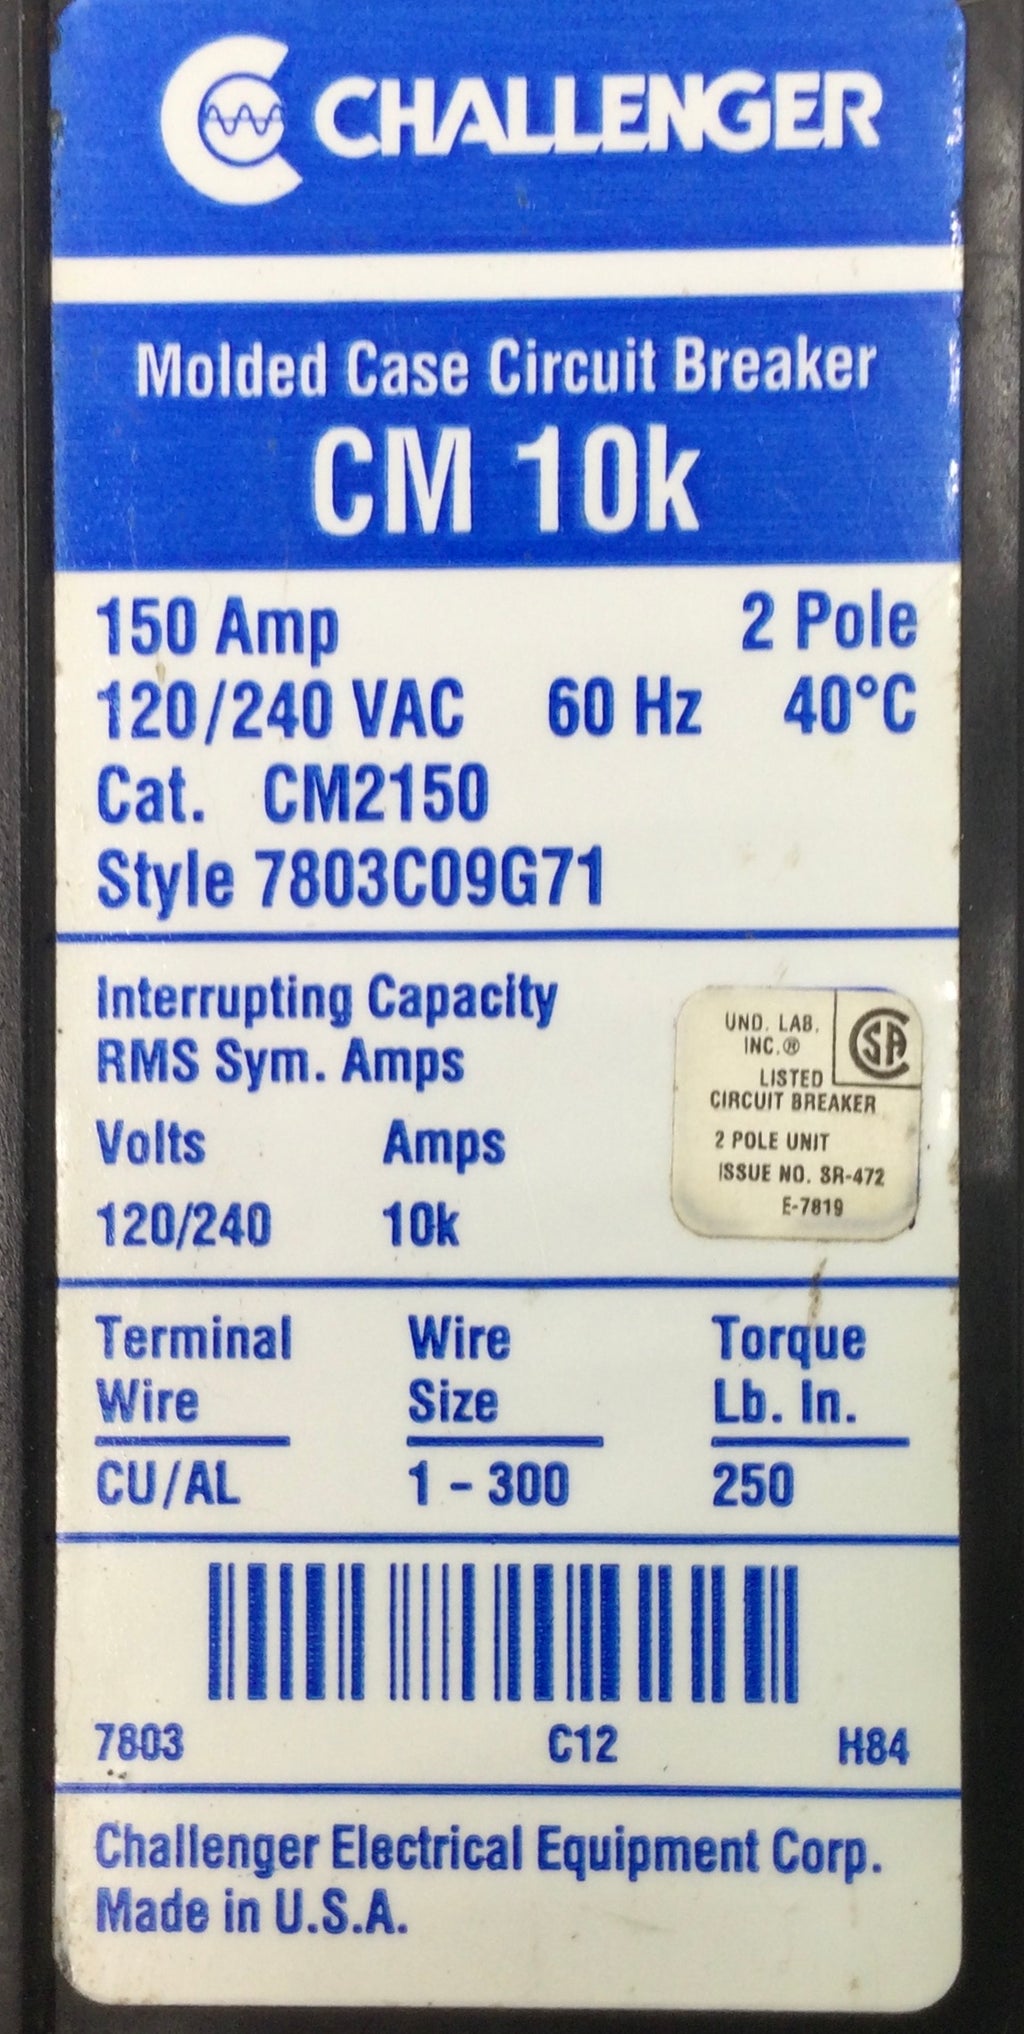 CHALLENGER
Molded Case Circuit Breaker
CM 10k
150 Amp 2 Pole
120/240 VAC 60 Hz 40°C
Cat. CM2150
Style 7803C09G71
Interrupting Capacity
RMS Sym. Amps
Volts Amps
120/240 10k
UND. LAB.
INC.® CSA
LISTED
CIRCUIT BREAKER
2 POLE UNIT
ISSUE NO. SR-472
E-7819
Terminal Wire Torque
Wire Size Lb. In.
CU/AL 1 - 300 250
7803 C12 H84
Challenger Electrical Equipment Corp.
Made in U.S.A.